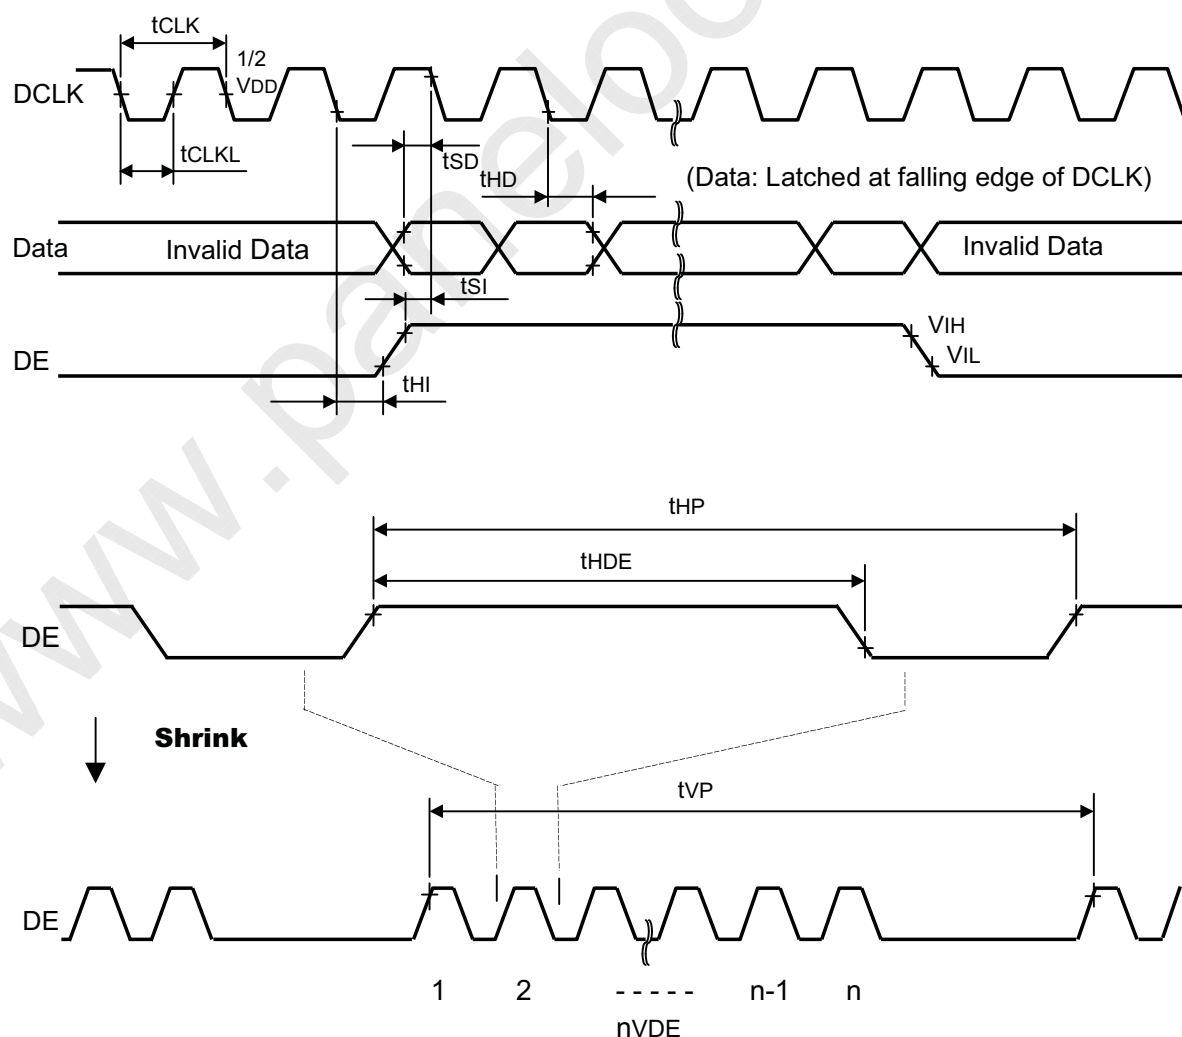 tCLK
1/2
VDD
DCLK
tCLKL
tSD
tHD
(Data: Latched at falling edge of DCLK)
Data
Invalid Data
Invalid Data
tSI
VIH
VIL
DE
tHI
tHP
tHDE
DE
Shrink
tVP
DE
1 2 - - - - - n-1 n
nVDE
www.paneloo